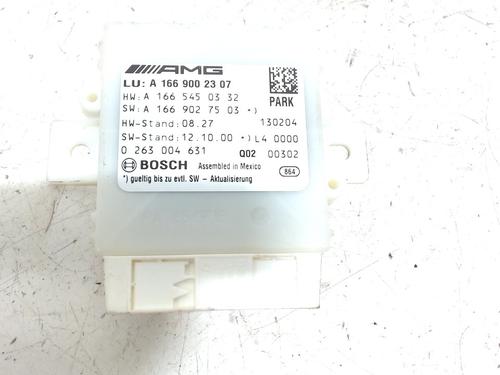 AMG
LU: A 166 900 23 07
HW: A 166 545 03 32 PARK
SW: A 166 902 75 03 *)
HW-Stand: 08.27 130204
SW-Stand: 12.10.00 *) L4 0000
0 263 004 631 Q02 00302
BOSCH Assembled in Mexico
*) gueltig bis zu evtl. SW - Aktualisierung 864